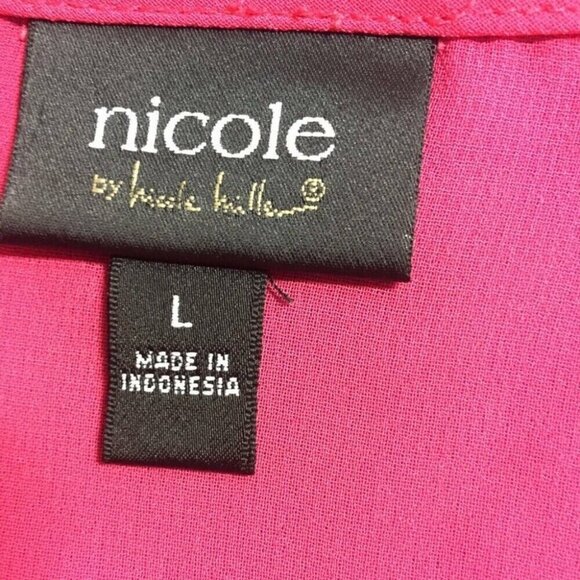 nicole
by nicole miller
L
MADE IN
INDONESIA